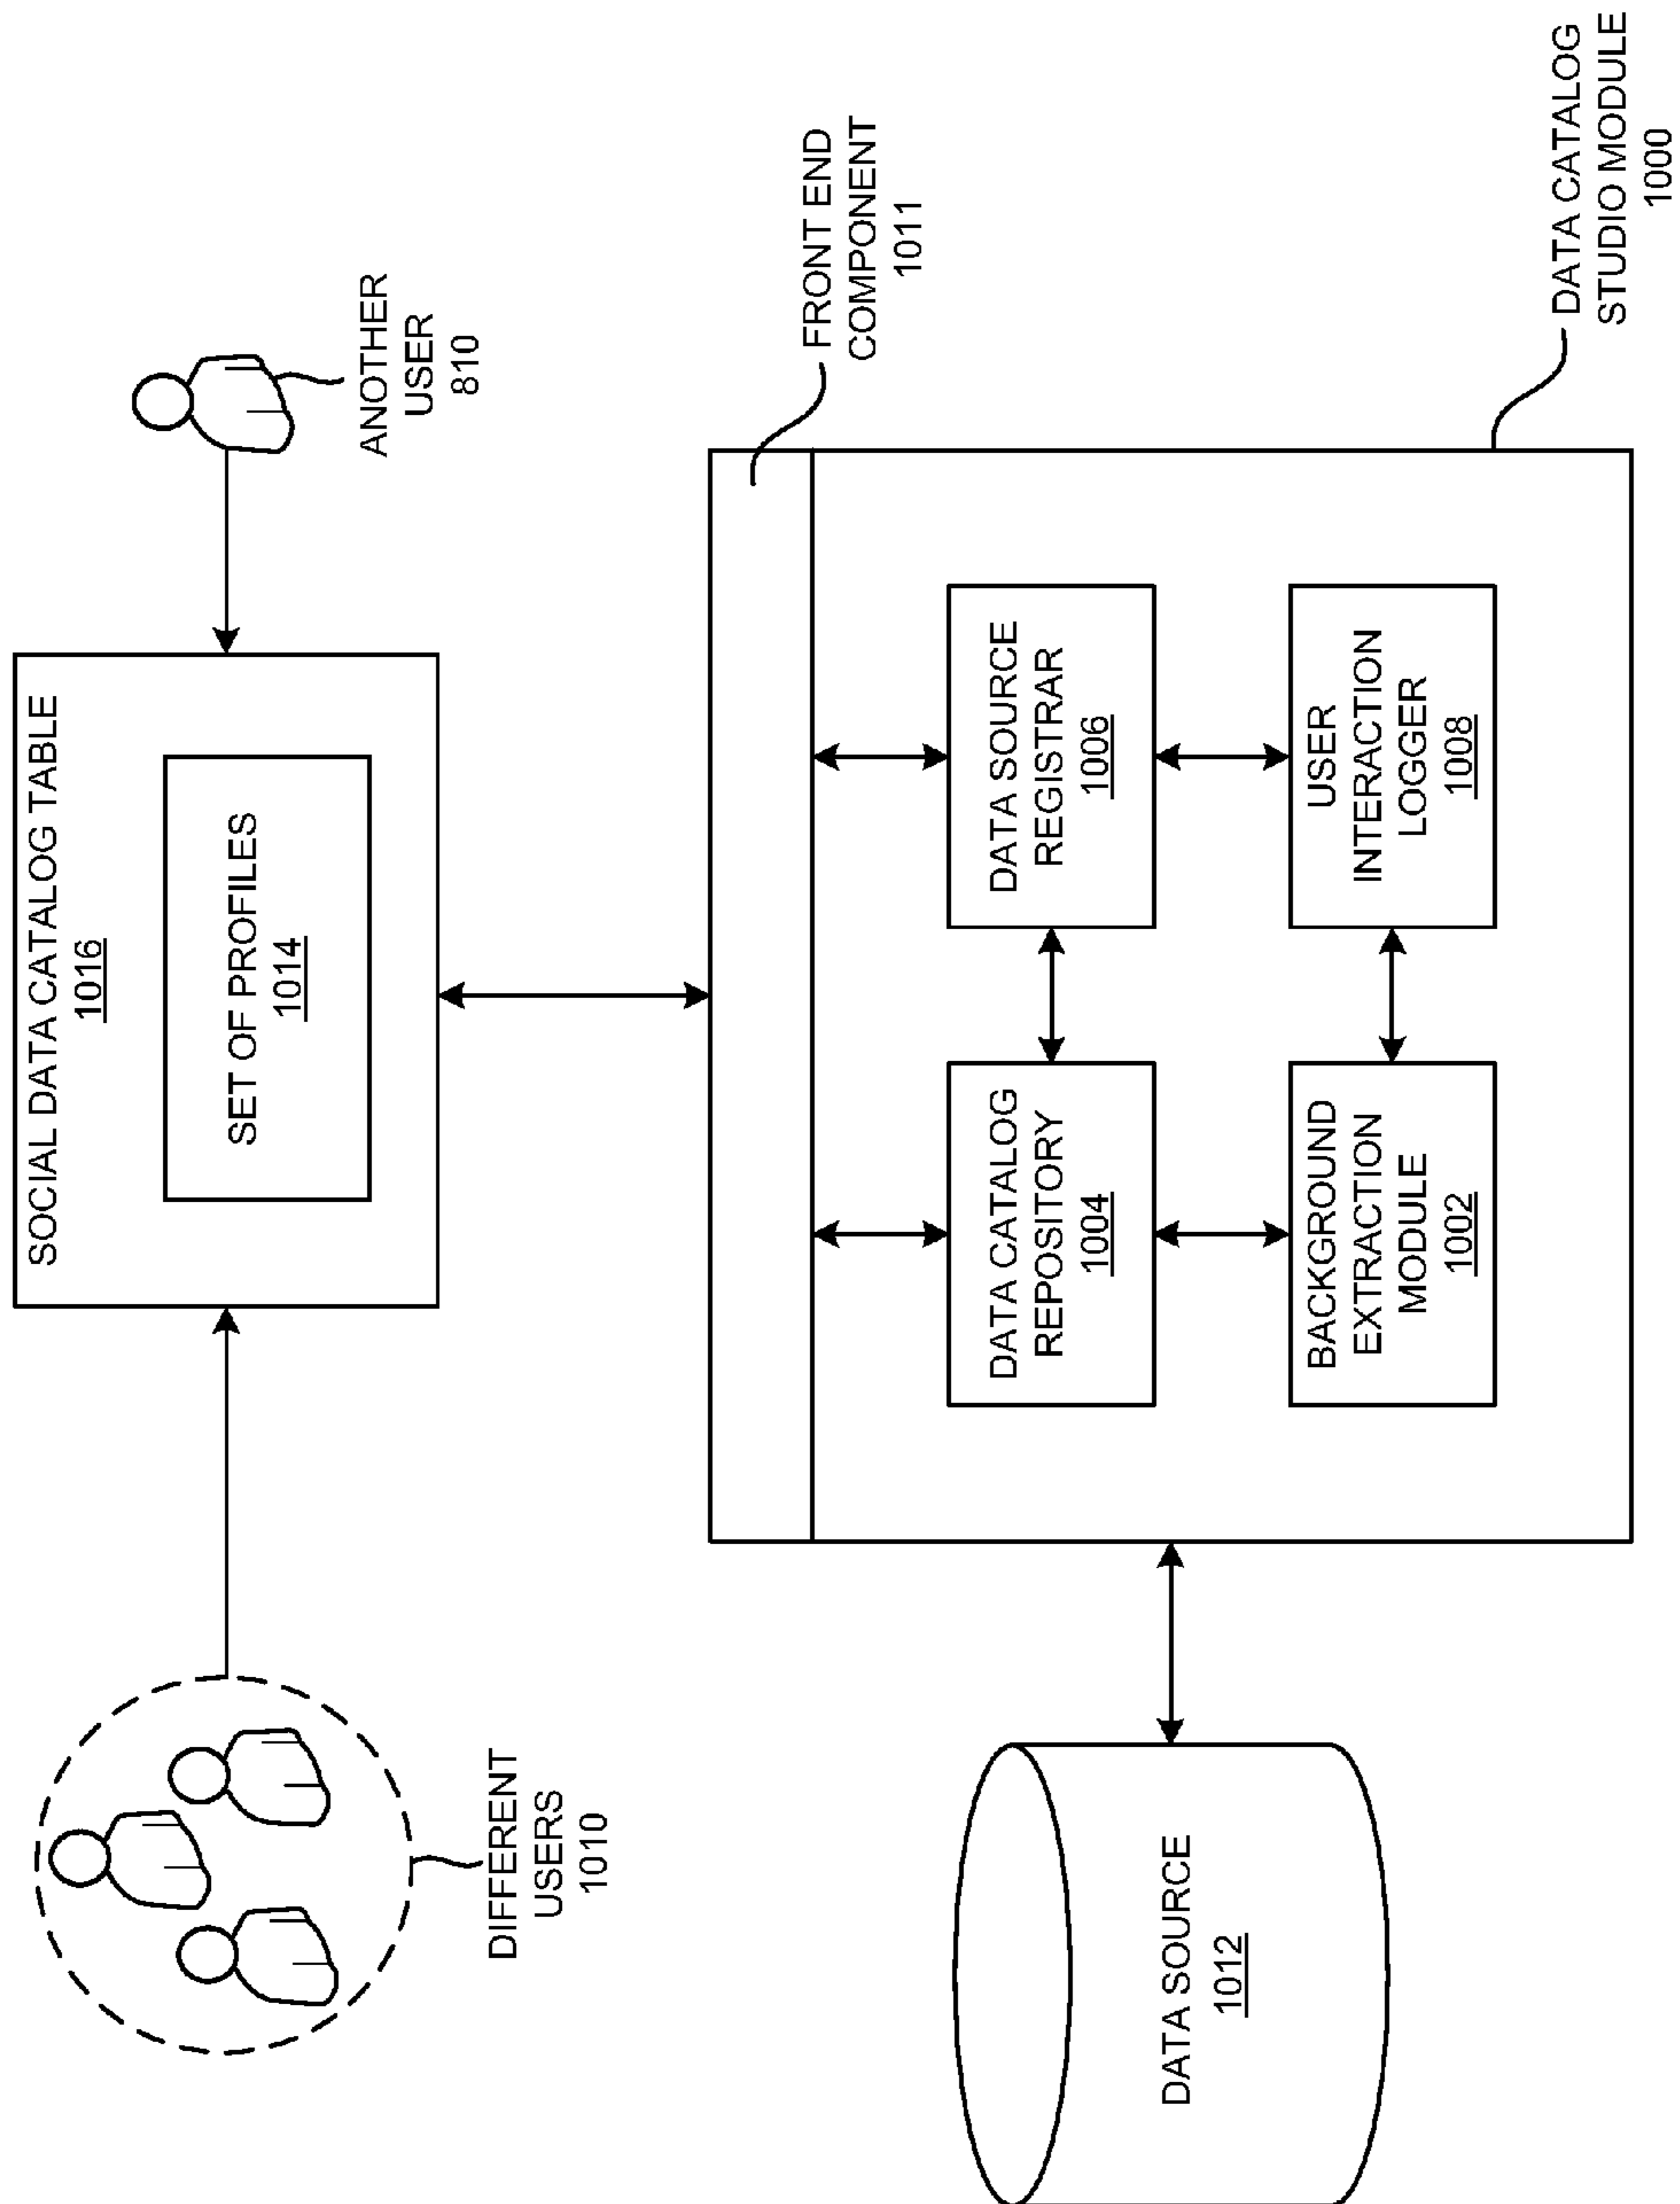 SOCIAL DATA CATALOG TABLE
1016
SET OF PROFILES
1014
DIFFERENT
USERS
1010
ANOTHER
USER
810
FRONT END
COMPONENT
1011
DATA CATALOG
REPOSITORY
1004
DATA SOURCE
REGISTRAR
1006
DATA SOURCE
1012
BACKGROUND
EXTRACTION
MODULE
1002
USER
INTERACTION
LOGGER
1008
DATA CATALOG
STUDIO MODULE
1000